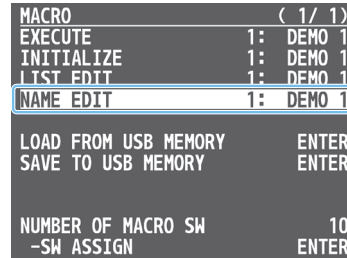 MACRO ( 1/ 1)
EXECUTE 1: DEMO 1
INITIALIZE 1: DEMO 1
LIST EDIT 1: DEMO 1
NAME EDIT 1: DEMO 1
LOAD FROM USB MEMORY ENTER
SAVE TO USB MEMORY ENTER
NUMBER OF MACRO SW 10
-SW ASSIGN ENTER